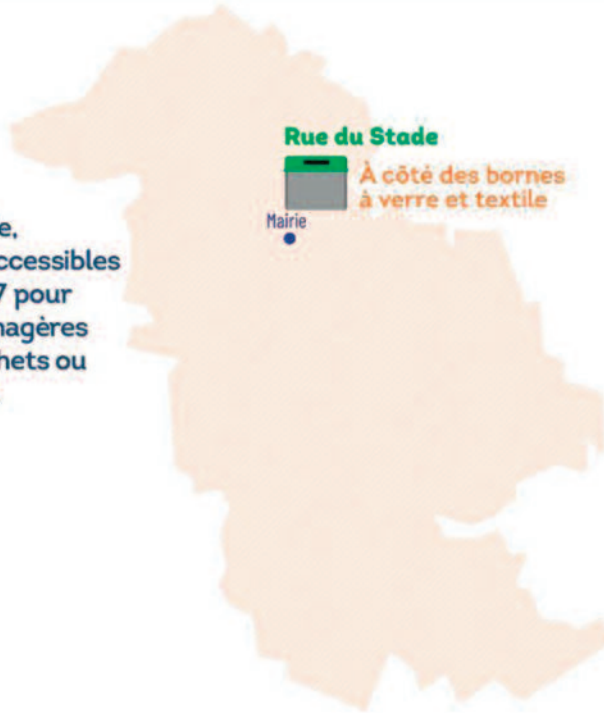 Rue du Stade
À côté des bornes
à verre et textile
Mairie
e,
ccessibles
7 pour
nagères
hets ou